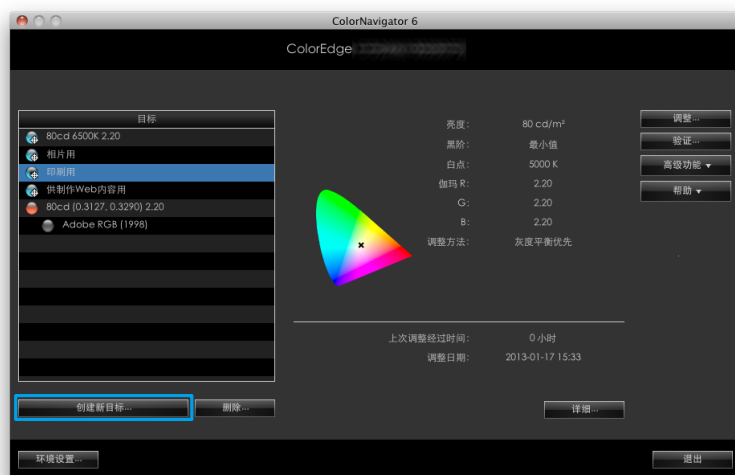 ColorNavigator 6
ColorEdge
目标
80cd 6500K 2.20
相片用
印刷用
供制作Web内容用
80cd (0.3127, 0.3290) 2.20
Adobe RGB (1998)
创建新目标...
删除...
环境设置...
亮度: 80 cd/m²
黑阶: 最小值
白点: 5000 K
伽玛 R: 2.20
G: 2.20
B: 2.20
调整方法: 灰度平衡优先
上次调整经过时间: 0 小时
调整日期: 2013-01-17 15:33
详细...
调整...
验证...
高级功能 ▼
帮助 ▼
退出